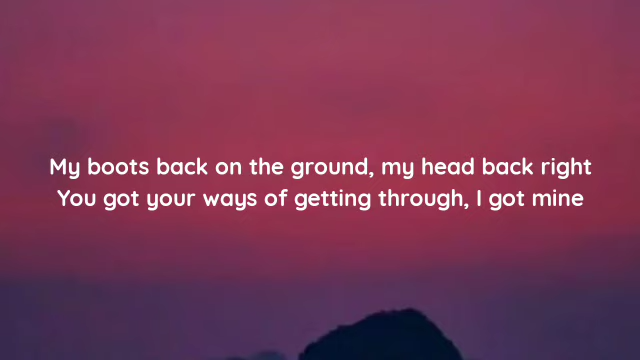 My boots back on the ground, my head back right
You got your ways of getting through, I got mine